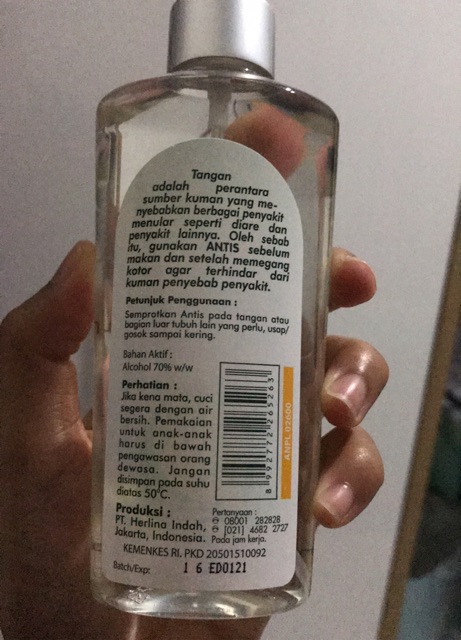 Tangan
adalah perantara
sumber kuman yang me-
nyebabkan berbagai penyakit
menular seperti diare dan
penyakit lainnya. Oleh sebab
itu, gunakan ANTIS sebelum
makan dan setelah memegang
kotor agar terhindar dari
kuman penyebab penyakit.
Petunjuk Penggunaan :
Semprotkan Antis pada tangan atau
bagian luar tubuh lain yang perlu, usap/
gosok sampai kering.
Bahan Aktif :
Alcohol 70% w/w
Perhatian :
Jika kena mata, cuci
segera dengan air
bersih. Pemakaian
untuk anak-anak
harus di bawah
pengawasan orang
dewasa. Jangan
disimpan pada suhu
diatas 50°C.
8 992772 265263
ANPL 02600
Produksi :
PT. Herlina Indah,
Jakarta, Indonesia.
Pertanyaan :
08001 282828
(021) 4682 2727
Pada jam kerja.
KEMENKES RI. PKD 20501510092
Batch/Exp: 1 6 ED0121